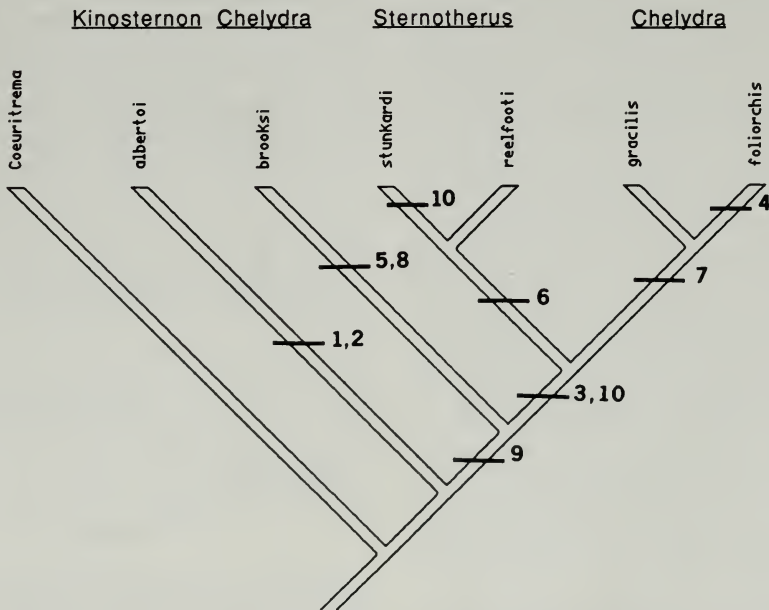 Kinosternon Chelydra Sternotherus Chelydra
Coeuritrema
albertoi
brooksi
stunkardi
reelfooti
gracilis
foliorchis
10
4
5,8
7
6
1,2
3,10
9